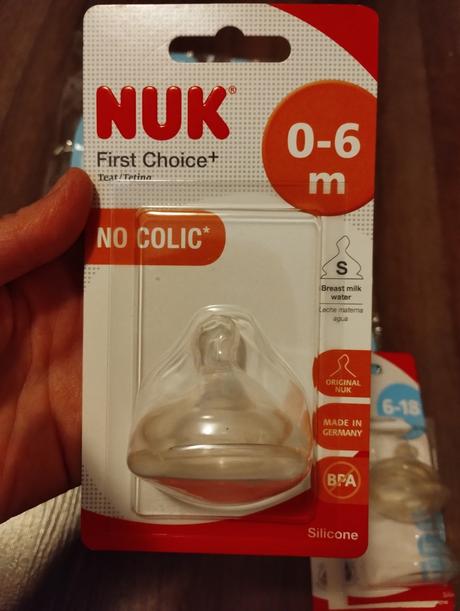 NUK®
First Choice+
Teat/Tetina
0-6
m
NO COLIC*
S
Breast milk
water
Leche materna
agua
ORIGINAL
NUK
MADE IN
GERMANY
BPA
Silicone
6-18